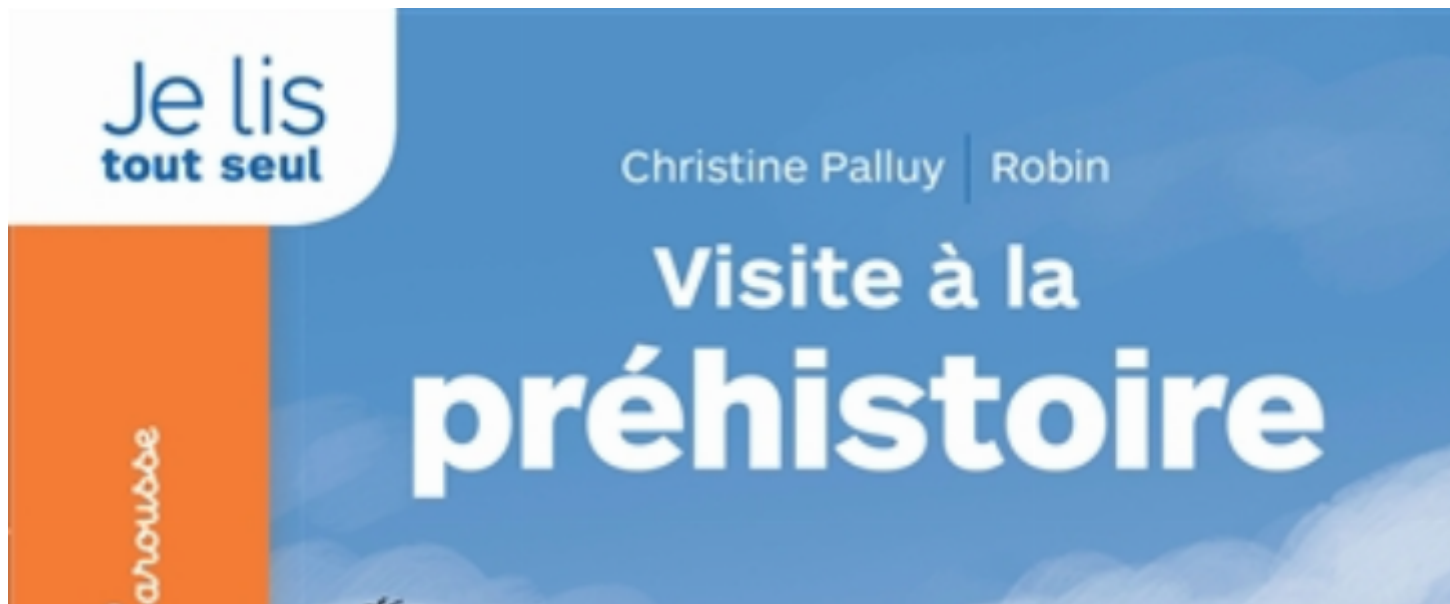 Je lis
tout seul
Christine Palluy | Robin
Visite à la
préhistoire